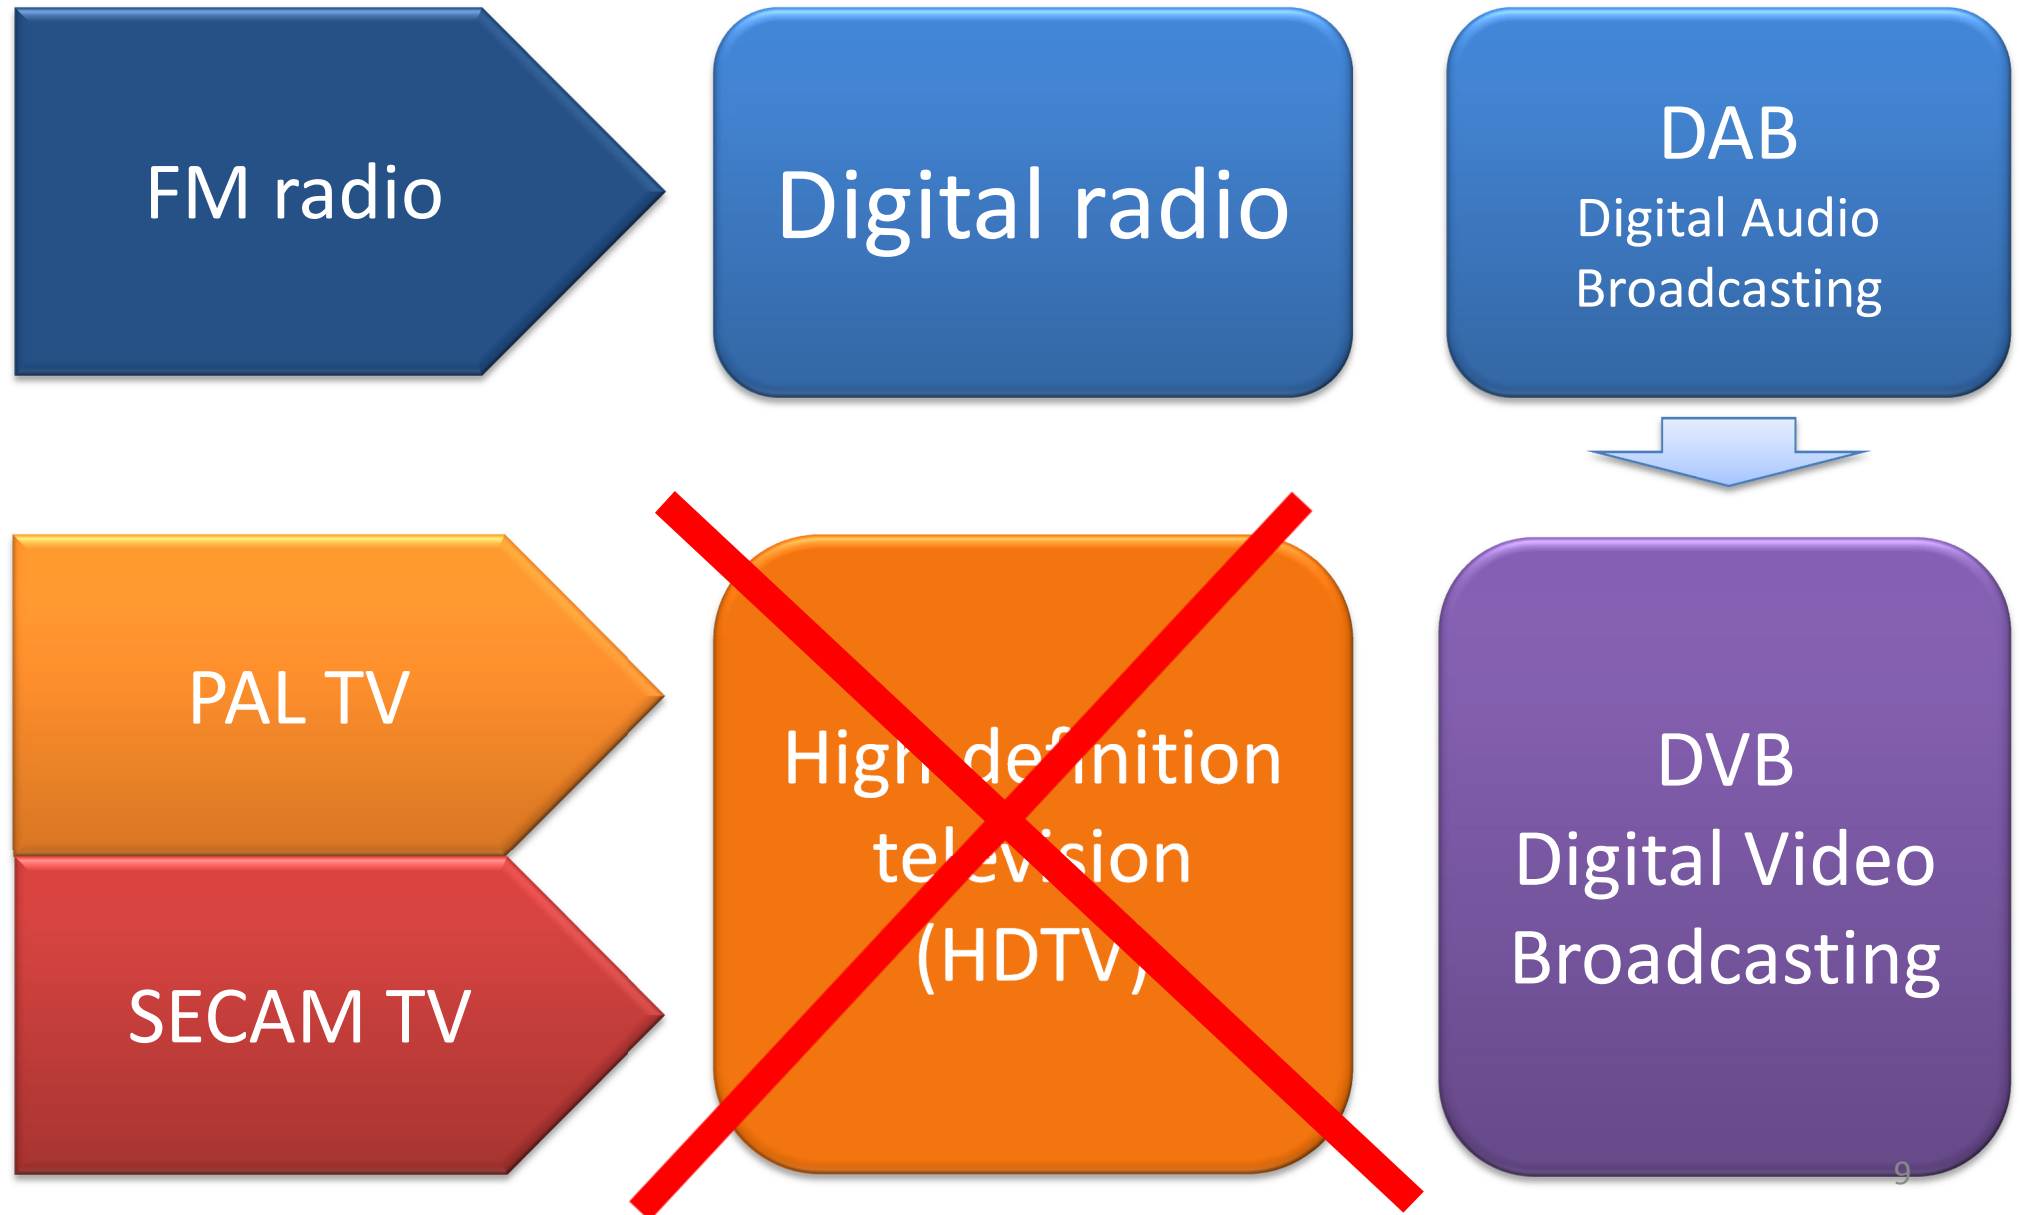 FM radio
Digital radio
DAB
Digital Audio
Broadcasting
PAL TV
SECAM TV
High definition
television
(HDTV)
DVB
Digital Video
Broadcasting
9